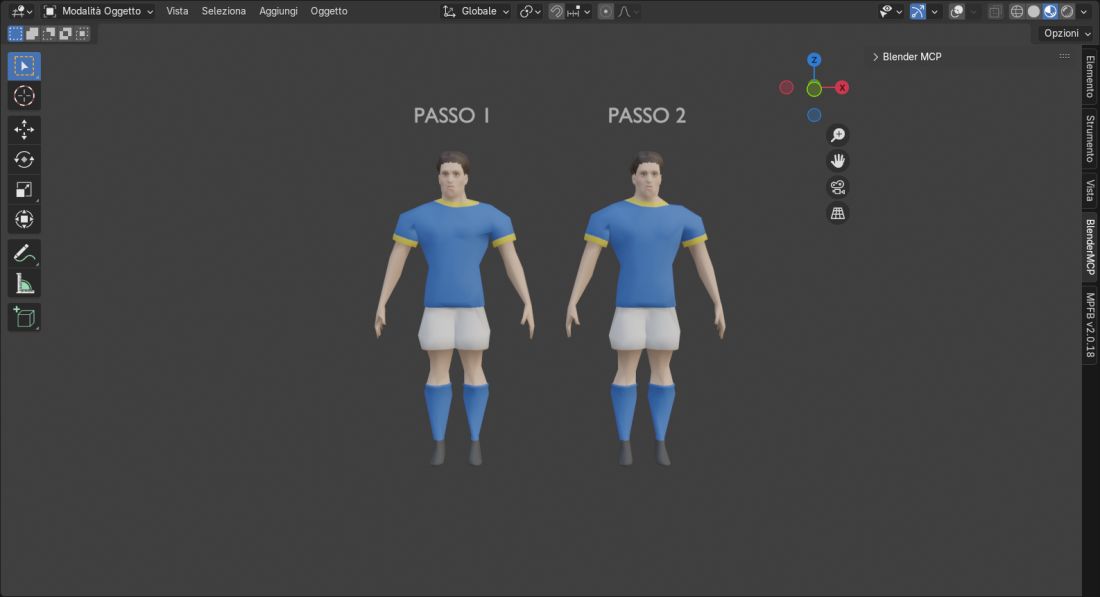 Modalità Oggetto Vista Seleziona Aggiungi Oggetto Globale
Opzioni
Blender MCP
Z
X
PASSO 1 PASSO 2
Elemento
Strumento
Vista
BlenderMCP
MPFB v2.0.18